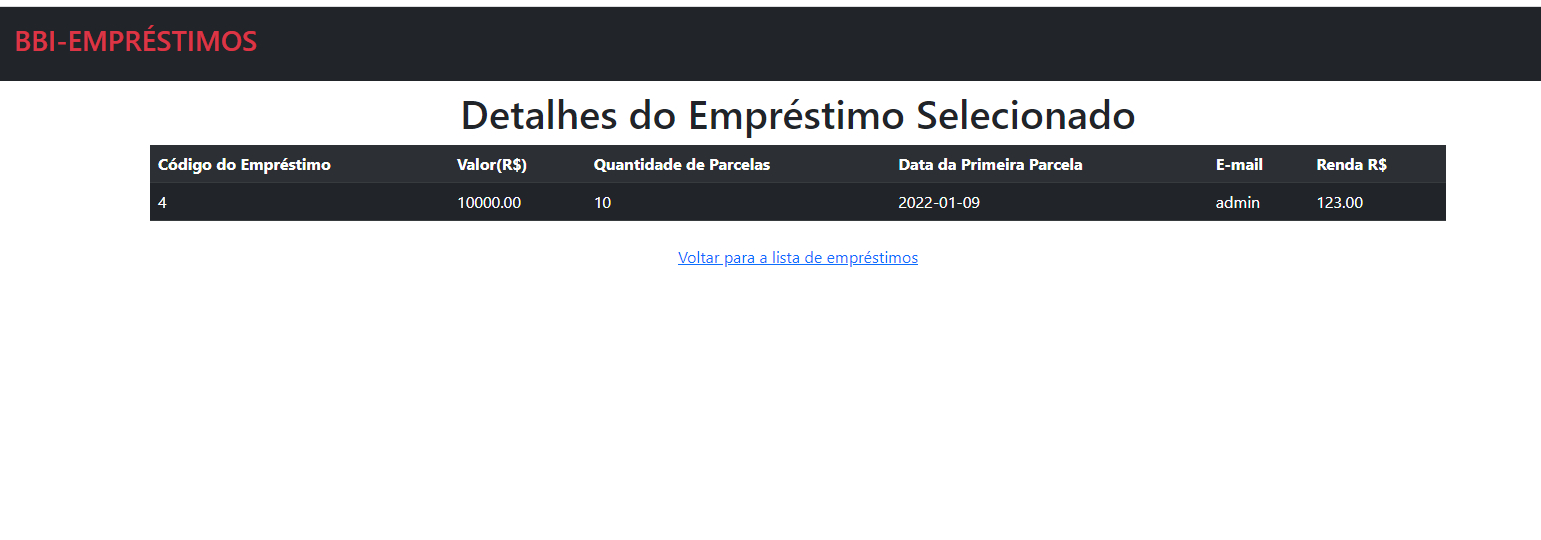 BBI-EMPRÉSTIMOS
Detalhes do Empréstimo Selecionado
Código do Empréstimo Valor(R$) Quantidade de Parcelas Data da Primeira Parcela E-mail Renda R$
4 10000.00 10 2022-01-09 admin 123.00
Voltar para a lista de empréstimos